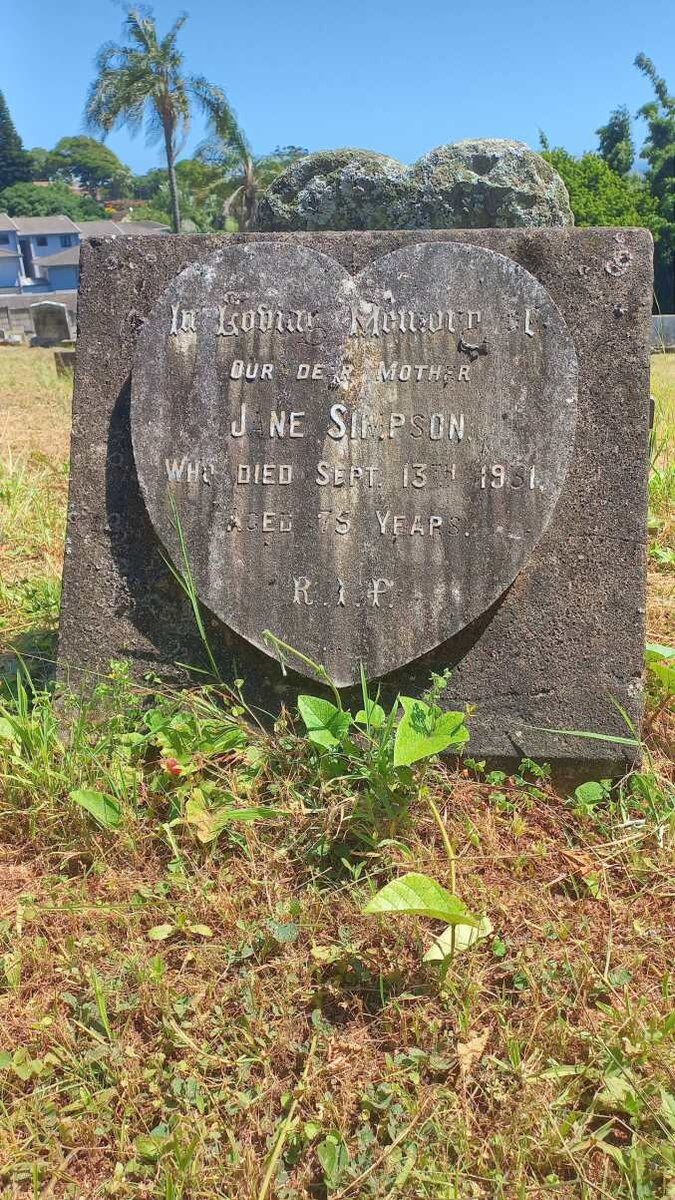 In Loving Memory of
OUR DEAR MOTHER
JANE SIMPSON.
WHO DIED SEPT. 13TH 1931.
AGED 75 YEARS.
R.I.P.